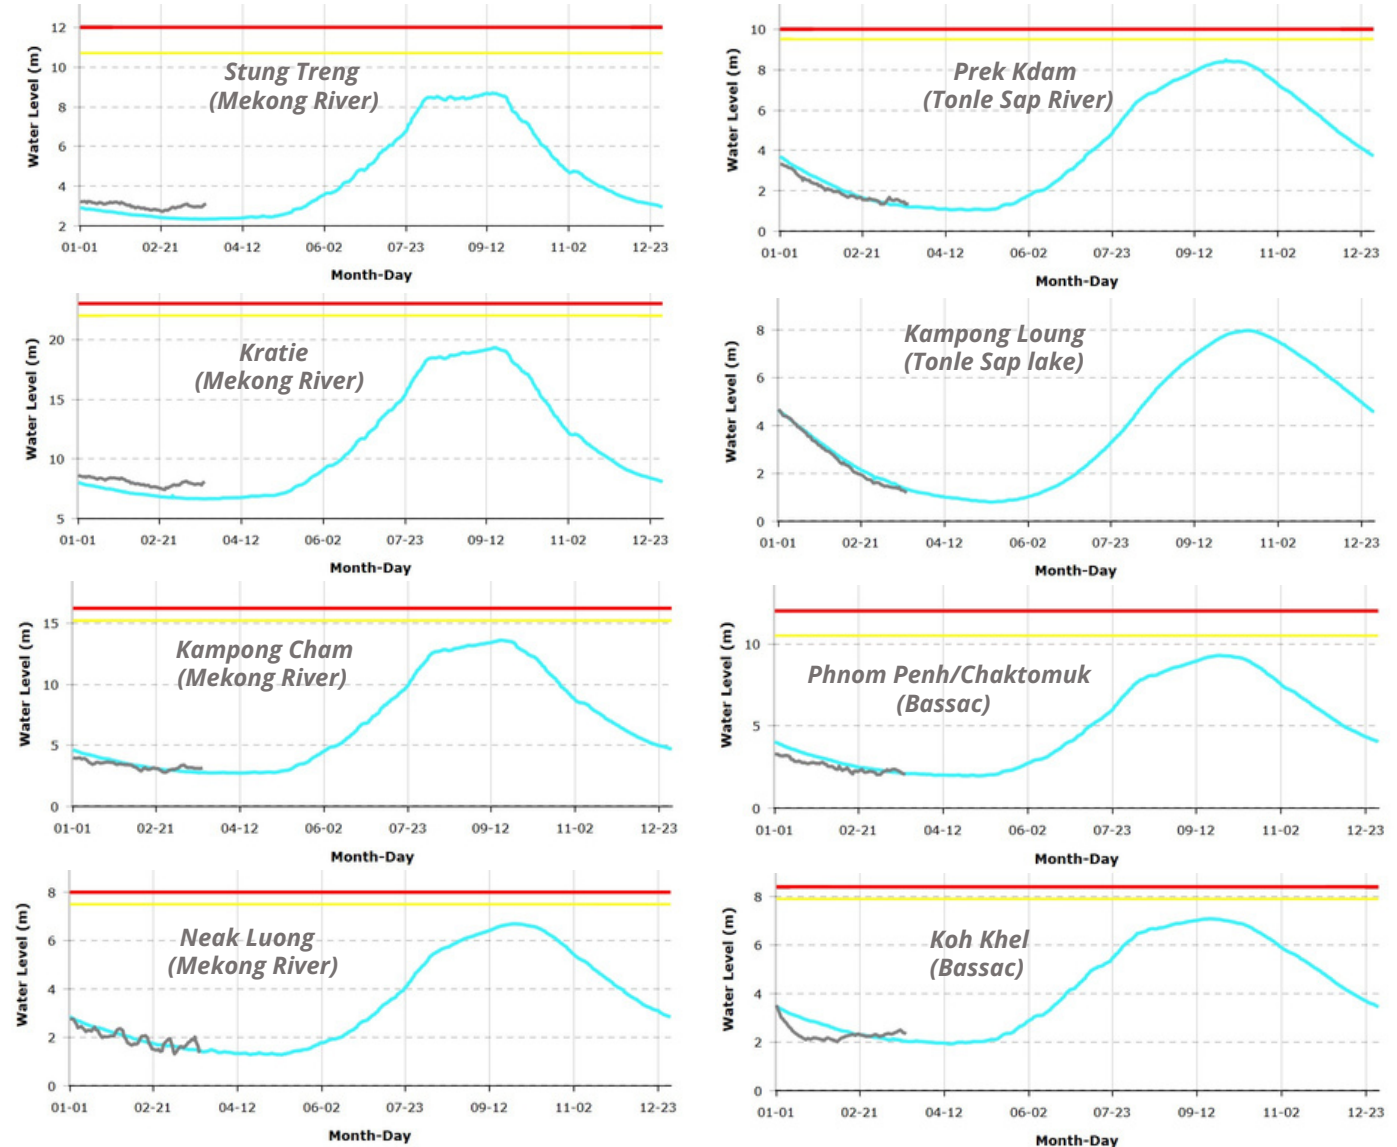 Water Level (m)
12
10
8
6
4
2
Stung Treng
(Mekong River)
01-01 02-21 04-12 06-02 07-23 09-12 11-02 12-23
Month-Day
Water Level (m)
10
8
6
4
2
0
Prek Kdam
(Tonle Sap River)
01-01 02-21 04-12 06-02 07-23 09-12 11-02 12-23
Month-Day
Water Level (m)
20
15
10
5
Kratie
(Mekong River)
01-01 02-21 04-12 06-02 07-23 09-12 11-02 12-23
Month-Day
Water Level (m)
8
6
4
2
0
Kampong Loung
(Tonle Sap lake)
01-01 02-21 04-12 06-02 07-23 09-12 11-02 12-23
Month-Day
Water Level (m)
15
10
5
0
Kampong Cham
(Mekong River)
01-01 02-21 04-12 06-02 07-23 09-12 11-02 12-23
Month-Day
Water Level (m)
10
5
0
Phnom Penh/Chaktomuk
(Bassac)
01-01 02-21 04-12 06-02 07-23 09-12 11-02 12-23
Month-Day
Water Level (m)
8
6
4
2
0
Neak Luong
(Mekong River)
01-01 02-21 04-12 06-02 07-23 09-12 11-02 12-23
Month-Day
Water Level (m)
8
6
4
2
0
Koh Khel
(Bassac)
01-01 02-21 04-12 06-02 07-23 09-12 11-02 12-23
Month-Day